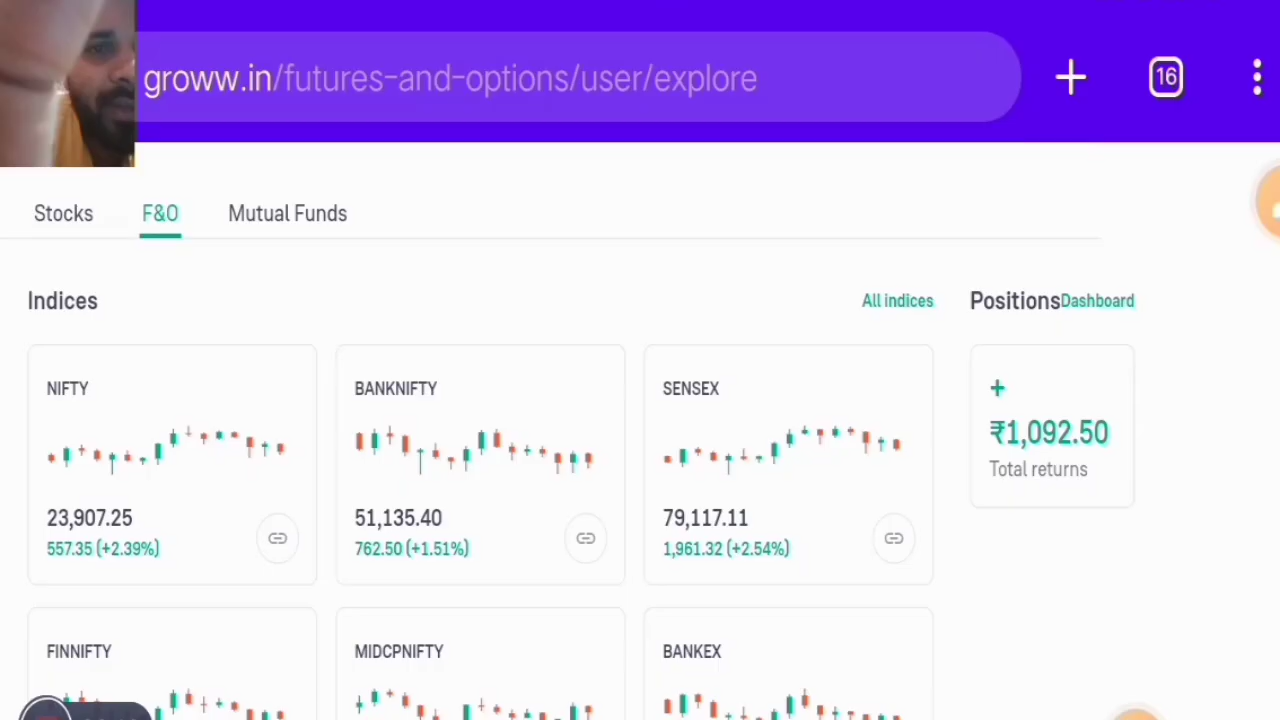 groww.in/futures-and-options/user/explore
16
Stocks F&O Mutual Funds
Indices All indices Positions Dashboard
NIFTY BANKNIFTY SENSEX
+
₹1,092.50
Total returns
23,907.25 51,135.40 79,117.11
557.35 (+2.39%) 762.50 (+1.51%) 1,961.32 (+2.54%)
FINNIFTY MIDCPNIFTY BANKEX